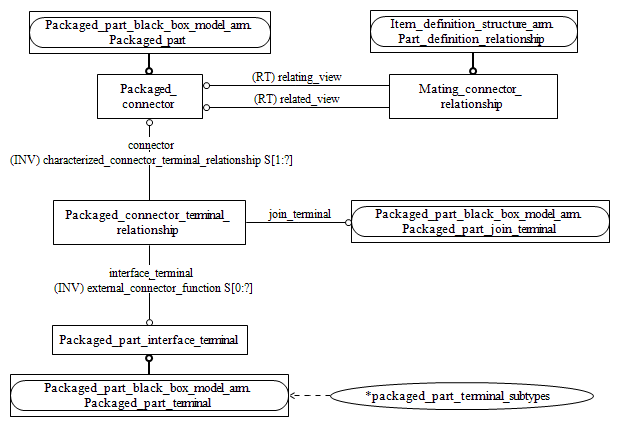 Packaged_part_black_box_model_arm.
Packaged_part
Item_definition_structure_arm.
Part_definition_relationship
Packaged_
connector
(RT) relating_view
(RT) related_view
Mating_connector_
relationship
connector
(INV) characterized_connector_terminal_relationship S[1:?]
Packaged_connector_terminal_
relationship
join_terminal
Packaged_part_black_box_model_arm.
Packaged_part_join_terminal
interface_terminal
(INV) external_connector_function S[0:?]
Packaged_part_interface_terminal
Packaged_part_black_box_model_arm.
Packaged_part_terminal
*packaged_part_terminal_subtypes